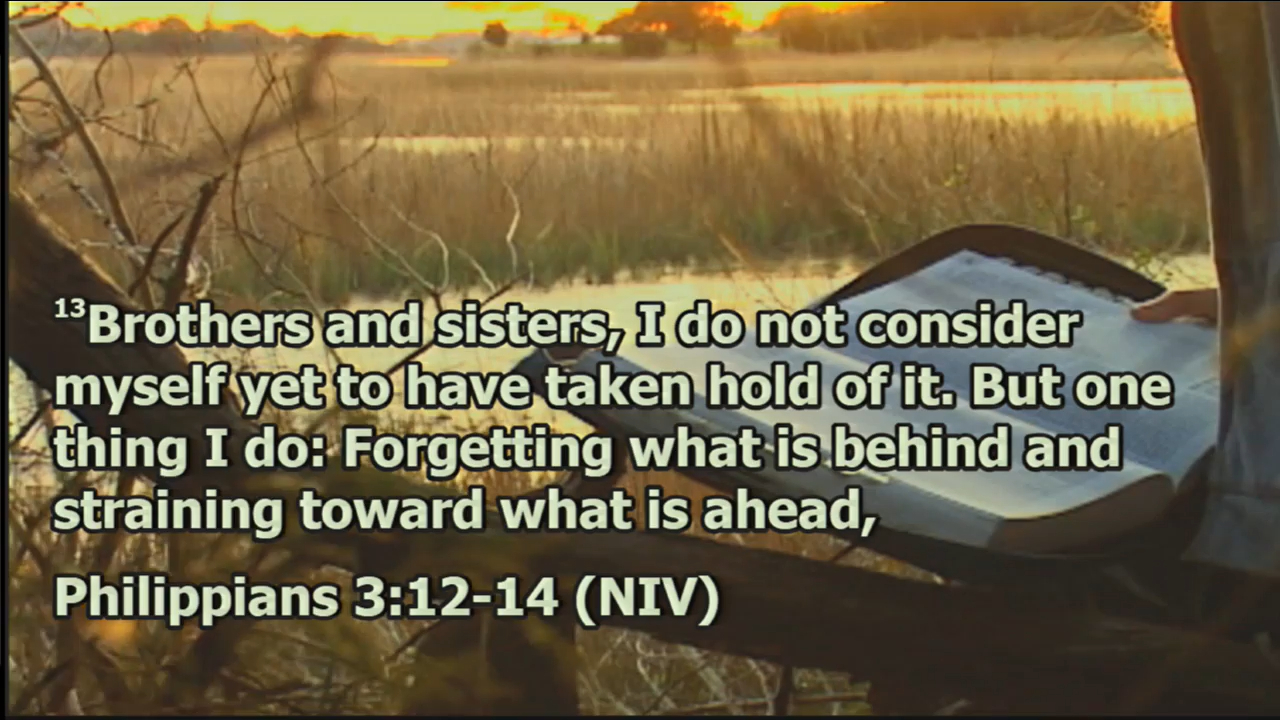 13Brothers and sisters, I do not consider
myself yet to have taken hold of it. But one
thing I do: Forgetting what is behind and
straining toward what is ahead,
Philippians 3:12-14 (NIV)